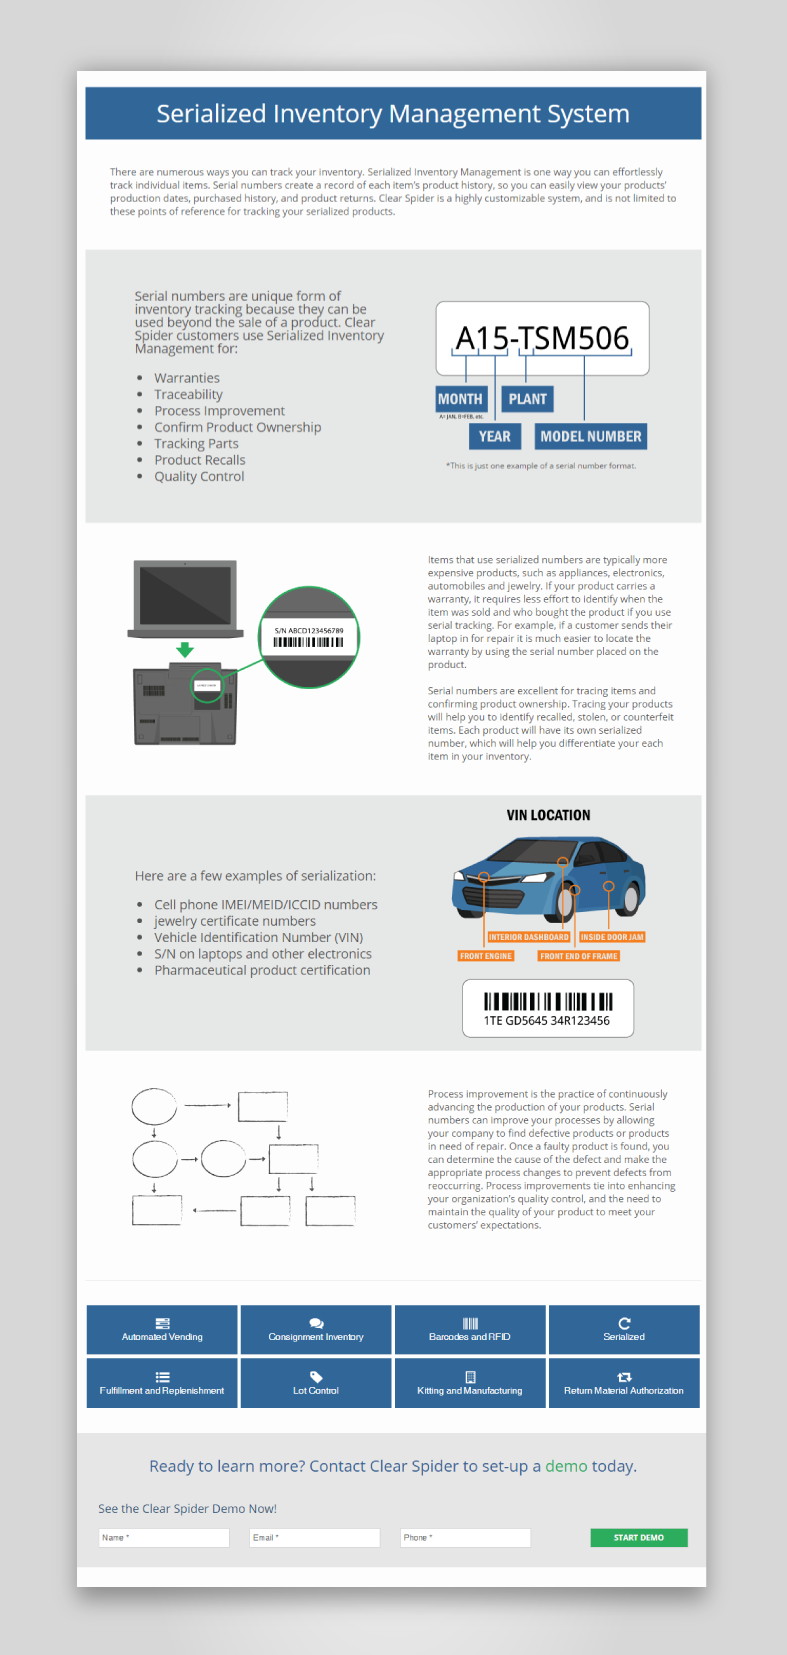 Serialized Inventory Management System
There are numerous ways you can track your inventory. Serialized Inventory Management is one way you can effortlessly
track individual items. Serial numbers create a record of each item's product history, so you can easily view your products'
production dates, purchased history, and product returns. Clear Spider is a highly customizable system, and is not limited to
these points of reference for tracking your serialized products.
Serial numbers are unique form of
inventory tracking because they can be
used beyond the sale of a product. Clear
Spider customers use Serialized Inventory
Management for:
• Warranties
• Traceability
• Process Improvement
• Confirm Product Ownership
• Tracking Parts
• Product Recalls
• Quality Control
A15-TSM506
MONTH
PLANT
A= JAN, B=FEB, etc.
YEAR
MODEL NUMBER
*This is just one example of a serial number format.
S/N ABCD123456789
Items that use serialized numbers are typically more
expensive products, such as appliances, electronics,
automobiles and jewelry. If your product carries a
warranty, it requires less effort to identify when the
item was sold and who bought the product if you use
serial tracking. For example, if a customer sends their
laptop in for repair it is much easier to locate the
warranty by using the serial number placed on the
product.
Serial numbers are excellent for tracing items and
confirming product ownership. Tracing your products
will help you to identify recalled, stolen, or counterfeit
items. Each product will have its own serialized
number, which will help you differentiate your each
item in your inventory.
Here are a few examples of serialization:
• Cell phone IMEI/MEID/ICCID numbers
• jewelry certificate numbers
• Vehicle Identification Number (VIN)
• S/N on laptops and other electronics
• Pharmaceutical product certification
VIN LOCATION
INTERIOR DASHBOARD
INSIDE DOOR JAM
FRONT ENGINE
FRONT END OF FRAME
1TE GD5645 34R123456
Process improvement is the practice of continuously
advancing the production of your products. Serial
numbers can improve your processes by allowing
your company to find defective products or products
in need of repair. Once a faulty product is found, you
can determine the cause of the defect and make the
appropriate process changes to prevent defects from
reoccurring. Process improvements tie into enhancing
your organization's quality control, and the need to
maintain the quality of your product to meet your
customers' expectations.
Automated Vending
Consignment Inventory
Barcodes and RFID
Serialized
Fulfillment and Replenishment
Lot Control
Kitting and Manufacturing
Return Material Authorization
Ready to learn more? Contact Clear Spider to set-up a demo today.
See the Clear Spider Demo Now!
Name *
Email *
Phone *
START DEMO